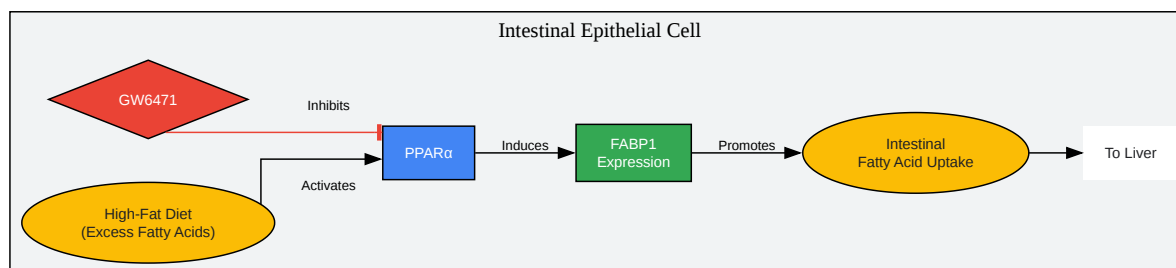 Intestinal Epithelial Cell
GW6471
Inhibits
PPARα
Induces
FABP1
Expression
Promotes
Intestinal
Fatty Acid Uptake
To Liver
Activates
High-Fat Diet
(Excess Fatty Acids)